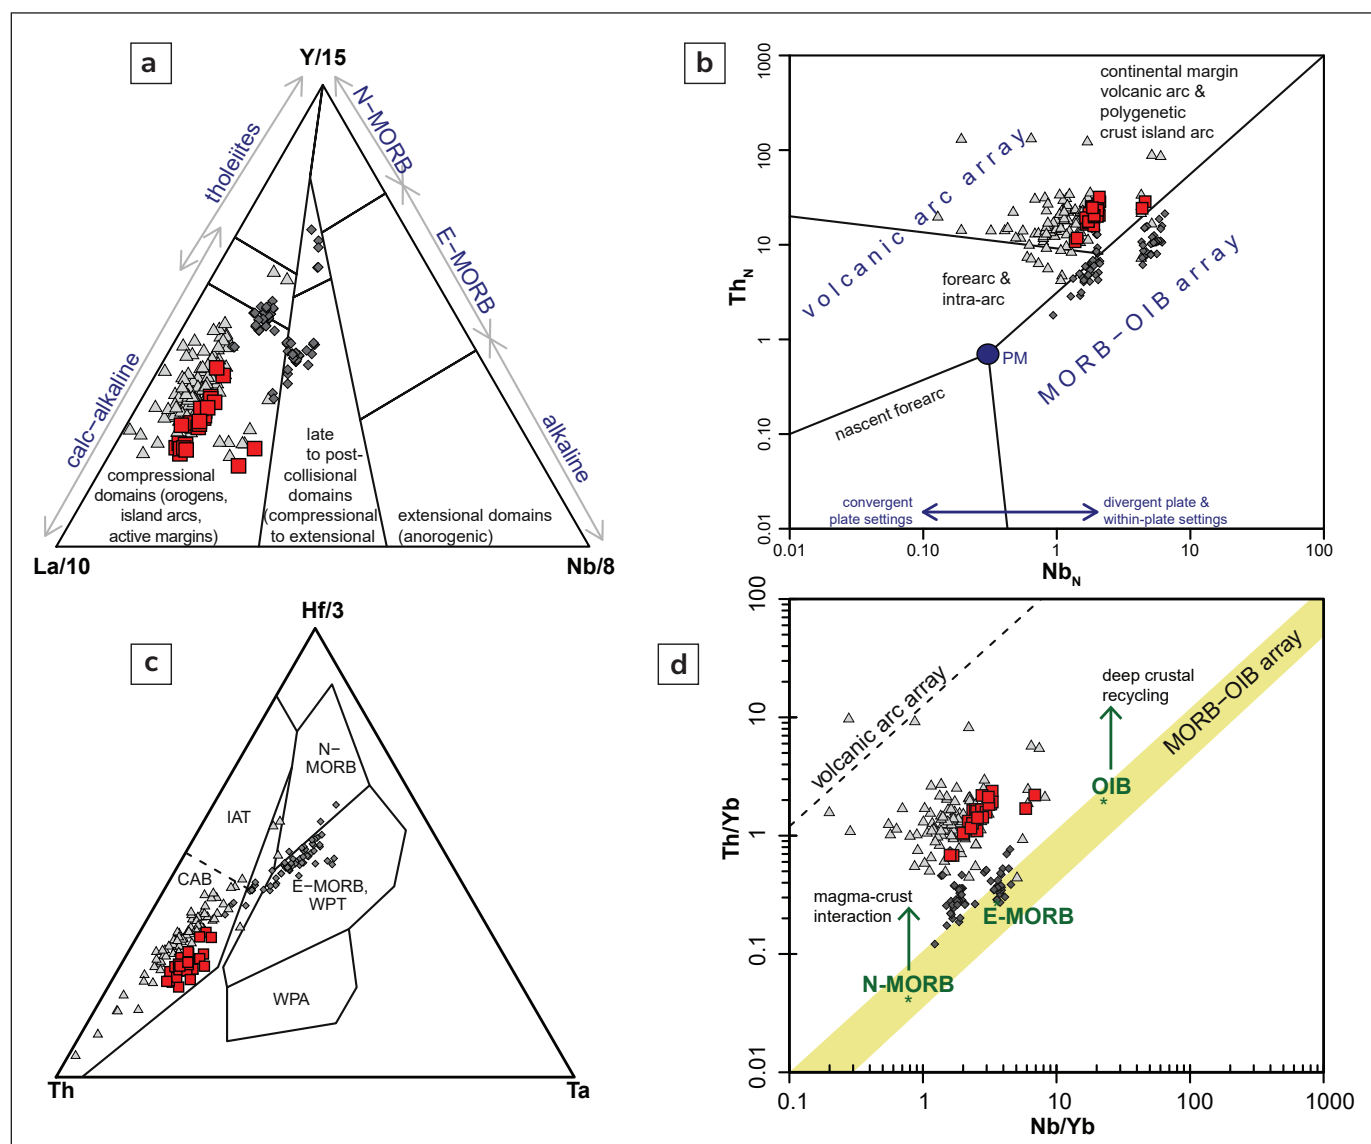 a
Y/15
N–MORB
tholeiites
E–MORB
calc–alkaline
alkaline
compressional
domains (orogens,
island arcs,
active margins)
late
to post-
collisional
domains
(compressional
to extensional
extensional domains
(anorogenic)
La/10
Nb/8
b
1000
100
10
1
0.10
0.01
Th_N
continental margin
volcanic arc &
polygenetic
crust island arc
volcanic arc array
forearc &
intra-arc
MORB–OIB array
PM
nascent forearc
convergent
plate settings
divergent plate &
within-plate settings
0.01
0.10
1
10
100
Nb_N
c
Hf/3
N–
MORB
IAT
CAB
E–MORB,
WPT
WPA
Th
Ta
d
100
10
1
0.1
0.01
Th/Yb
volcanic arc array
deep crustal
recycling
MORB–OIB array
OIB
*
magma-crust
interaction
E-MORB
N-MORB
*
0.1
1
10
100
1000
Nb/Yb